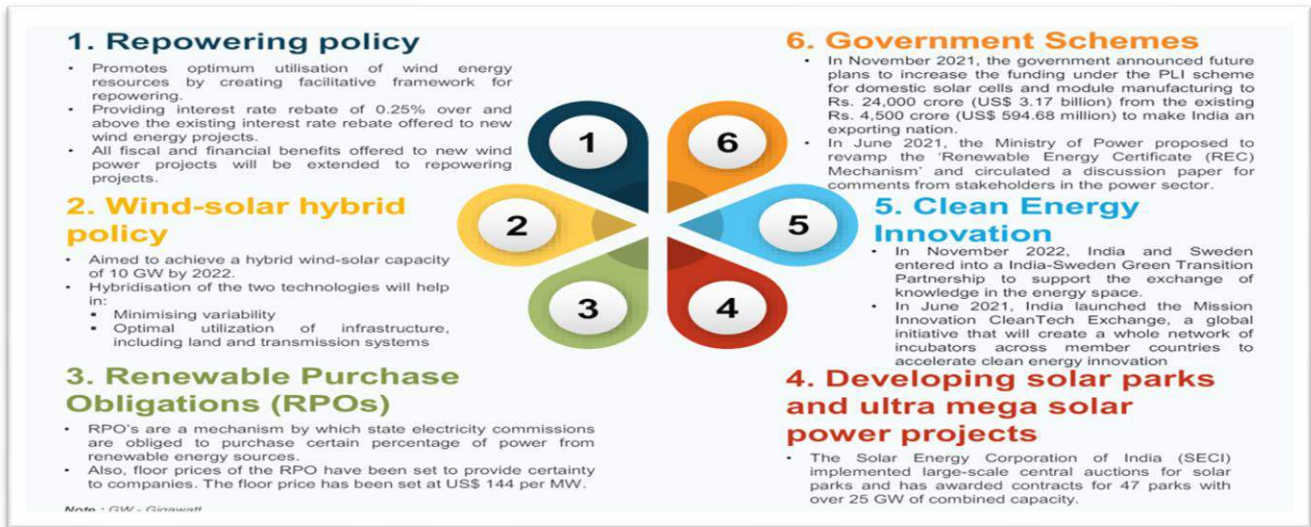 1. Repowering policy
• Promotes optimum utilisation of wind energy
resources by creating facilitative framework for
repowering.
• Providing interest rate rebate of 0.25% over and
above the existing interest rate rebate offered to new
wind energy projects.
• All fiscal and financial benefits offered to new wind
power projects will be extended to repowering
projects.
2. Wind-solar hybrid
policy
• Aimed to achieve a hybrid wind-solar capacity
of 10 GW by 2022.
• Hybridisation of the two technologies will help
in:
▪ Minimising variability
▪ Optimal utilization of infrastructure,
including land and transmission systems
3. Renewable Purchase
Obligations (RPOs)
• RPO's are a mechanism by which state electricity commissions
are obliged to purchase certain percentage of power from
renewable energy sources.
• Also, floor prices of the RPO have been set to provide certainty
to companies. The floor price has been set at US$ 144 per MW.
Note : GW - Gigawatt
1
2
3
6
5
4
6. Government Schemes
• In November 2021, the government announced future
plans to increase the funding under the PLI scheme
for domestic solar cells and module manufacturing to
Rs. 24,000 crore (US$ 3.17 billion) from the existing
Rs. 4,500 crore (US$ 594.68 million) to make India an
exporting nation.
• In June 2021, the Ministry of Power proposed to
revamp the 'Renewable Energy Certificate (REC)
Mechanism' and circulated a discussion paper for
comments from stakeholders in the power sector.
5. Clean Energy
Innovation
• In November 2022, India and Sweden
entered into a India-Sweden Green Transition
Partnership to support the exchange of
knowledge in the energy space.
• In June 2021, India launched the Mission
Innovation CleanTech Exchange, a global
initiative that will create a whole network of
incubators across member countries to
accelerate clean energy innovation
4. Developing solar parks
and ultra mega solar
power projects
• The Solar Energy Corporation of India (SECI)
implemented large-scale central auctions for solar
parks and has awarded contracts for 47 parks with
over 25 GW of combined capacity.